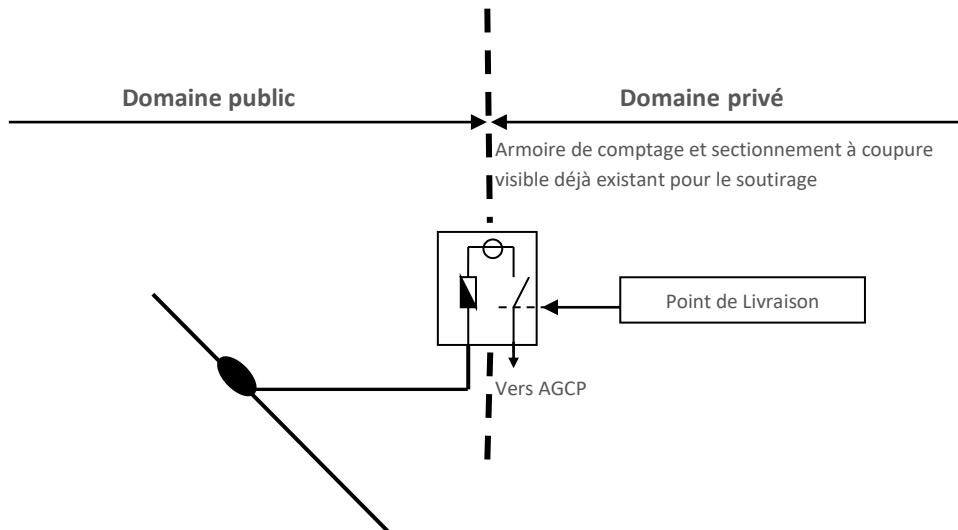 Domaine public
Domaine privé
Armoire de comptage et sectionnement à coupure
visible déjà existant pour le soutirage
Point de Livraison
Vers AGCP